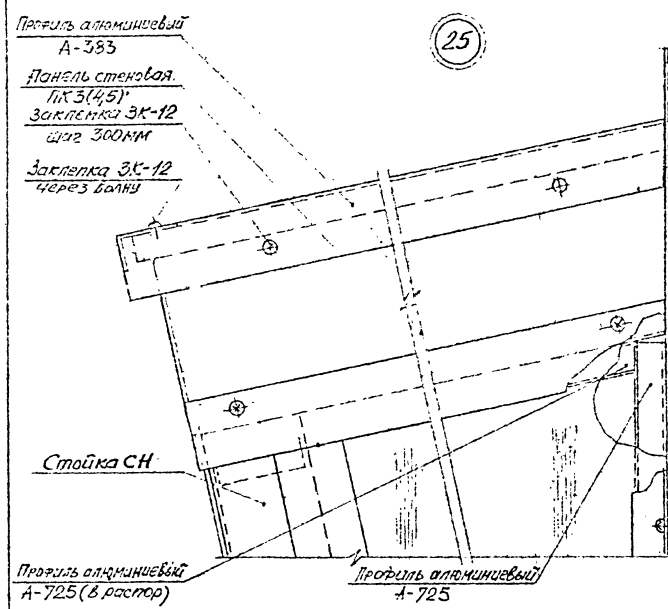 Профиль алюминиевый
А-383
25
Панель стеновая.
ПК3(4,5)
Заклепка ЗК-12
шаг 300мм
Заклепка ЗК-12
через волну
Стойка СН
Профиль алюминиевый
А-725 (в распор)
Профиль алюминиевый
А-725